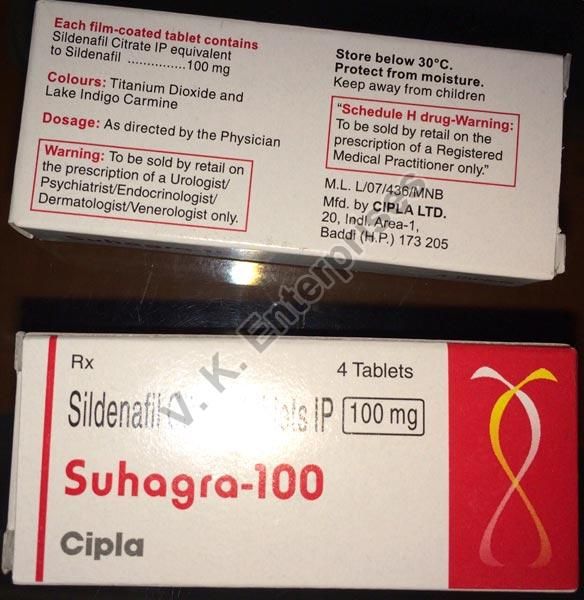 Each film-coated tablet contains
Sildenafil Citrate IP equivalent
to Sildenafil ...............100 mg
Colours: Titanium Dioxide and
Lake Indigo Carmine
Dosage: As directed by the Physician
Warning: To be sold by retail on
the prescription of a Urologist/
Psychiatrist/Endocrinologist/
Dermatologist/Venerologist only.
Store below 30°C.
Protect from moisture.
Keep away from children
"Schedule H drug-Warning:
To be sold by retail on the
prescription of a Registered
Medical Practitioner only."
M.L. L/07/436/MNB
Mfd. by CIPLA LTD.
20, Indl. Area-1,
Baddi (H.P.) 173 205
Suhagra-100
V. K. Enterprises
Rx
4 Tablets
Sildenafil IP 100 mg
Suhagra-100
Cipla